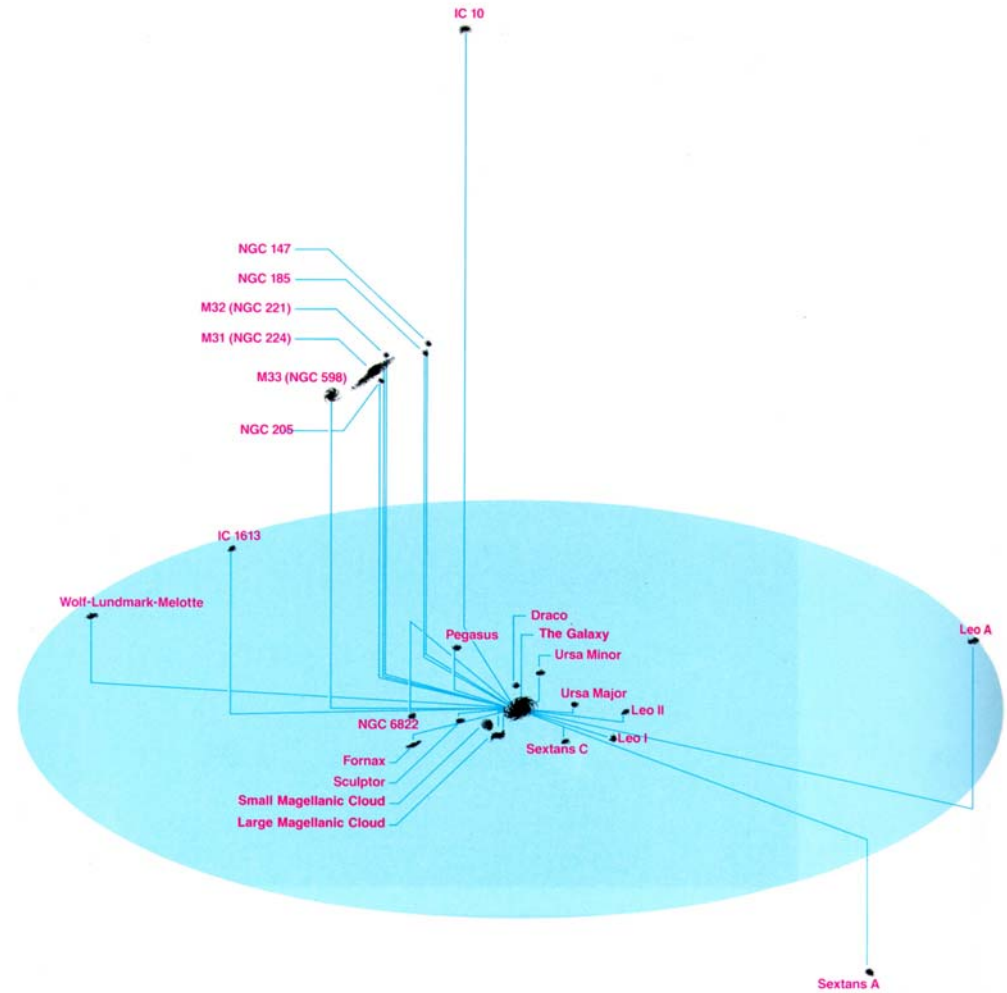 IC 10
NGC 147
NGC 185
M32 (NGC 221)
M31 (NGC 224)
M33 (NGC 598)
NGC 205
IC 1613
Wolf-Lundmark-Melotte
Draco
The Galaxy
Pegasus
Leo A
Ursa Minor
Ursa Major
Leo II
NGC 6822
Leo I
Sextans C
Fornax
Sculptor
Small Magellanic Cloud
Large Magellanic Cloud
Sextans A